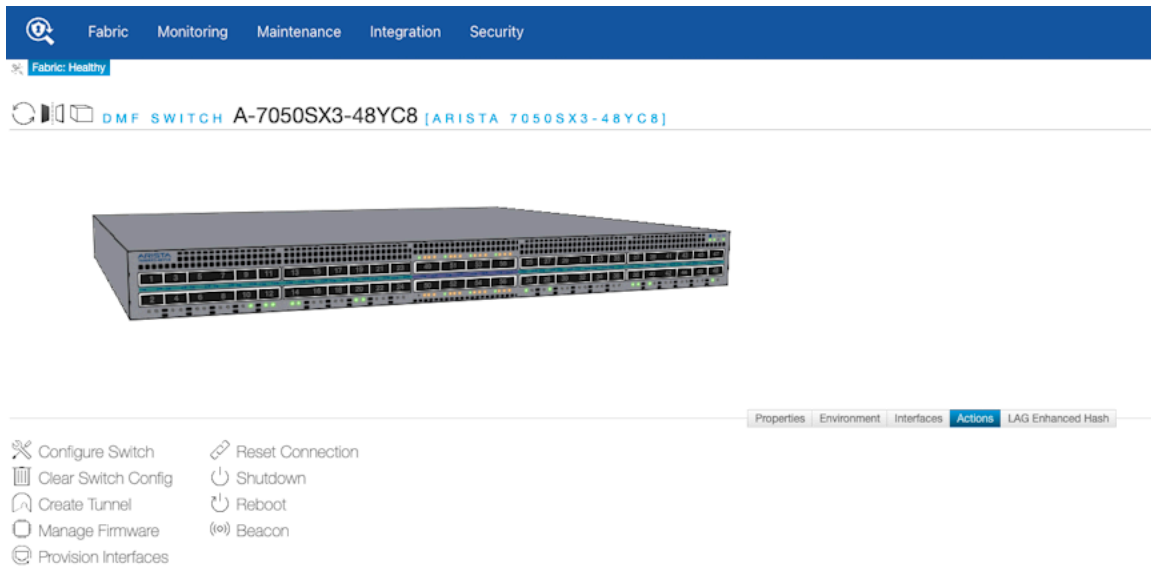 Fabric Monitoring Maintenance Integration Security
Fabric: Healthy
DMF SWITCH A-7050SX3-48YC8 [ARISTA 7050SX3-48YC8]
ARISTA
Properties Environment Interfaces Actions LAG Enhanced Hash
Configure Switch
Clear Switch Config
Create Tunnel
Manage Firmware
Provision Interfaces
Reset Connection
Shutdown
Reboot
Beacon